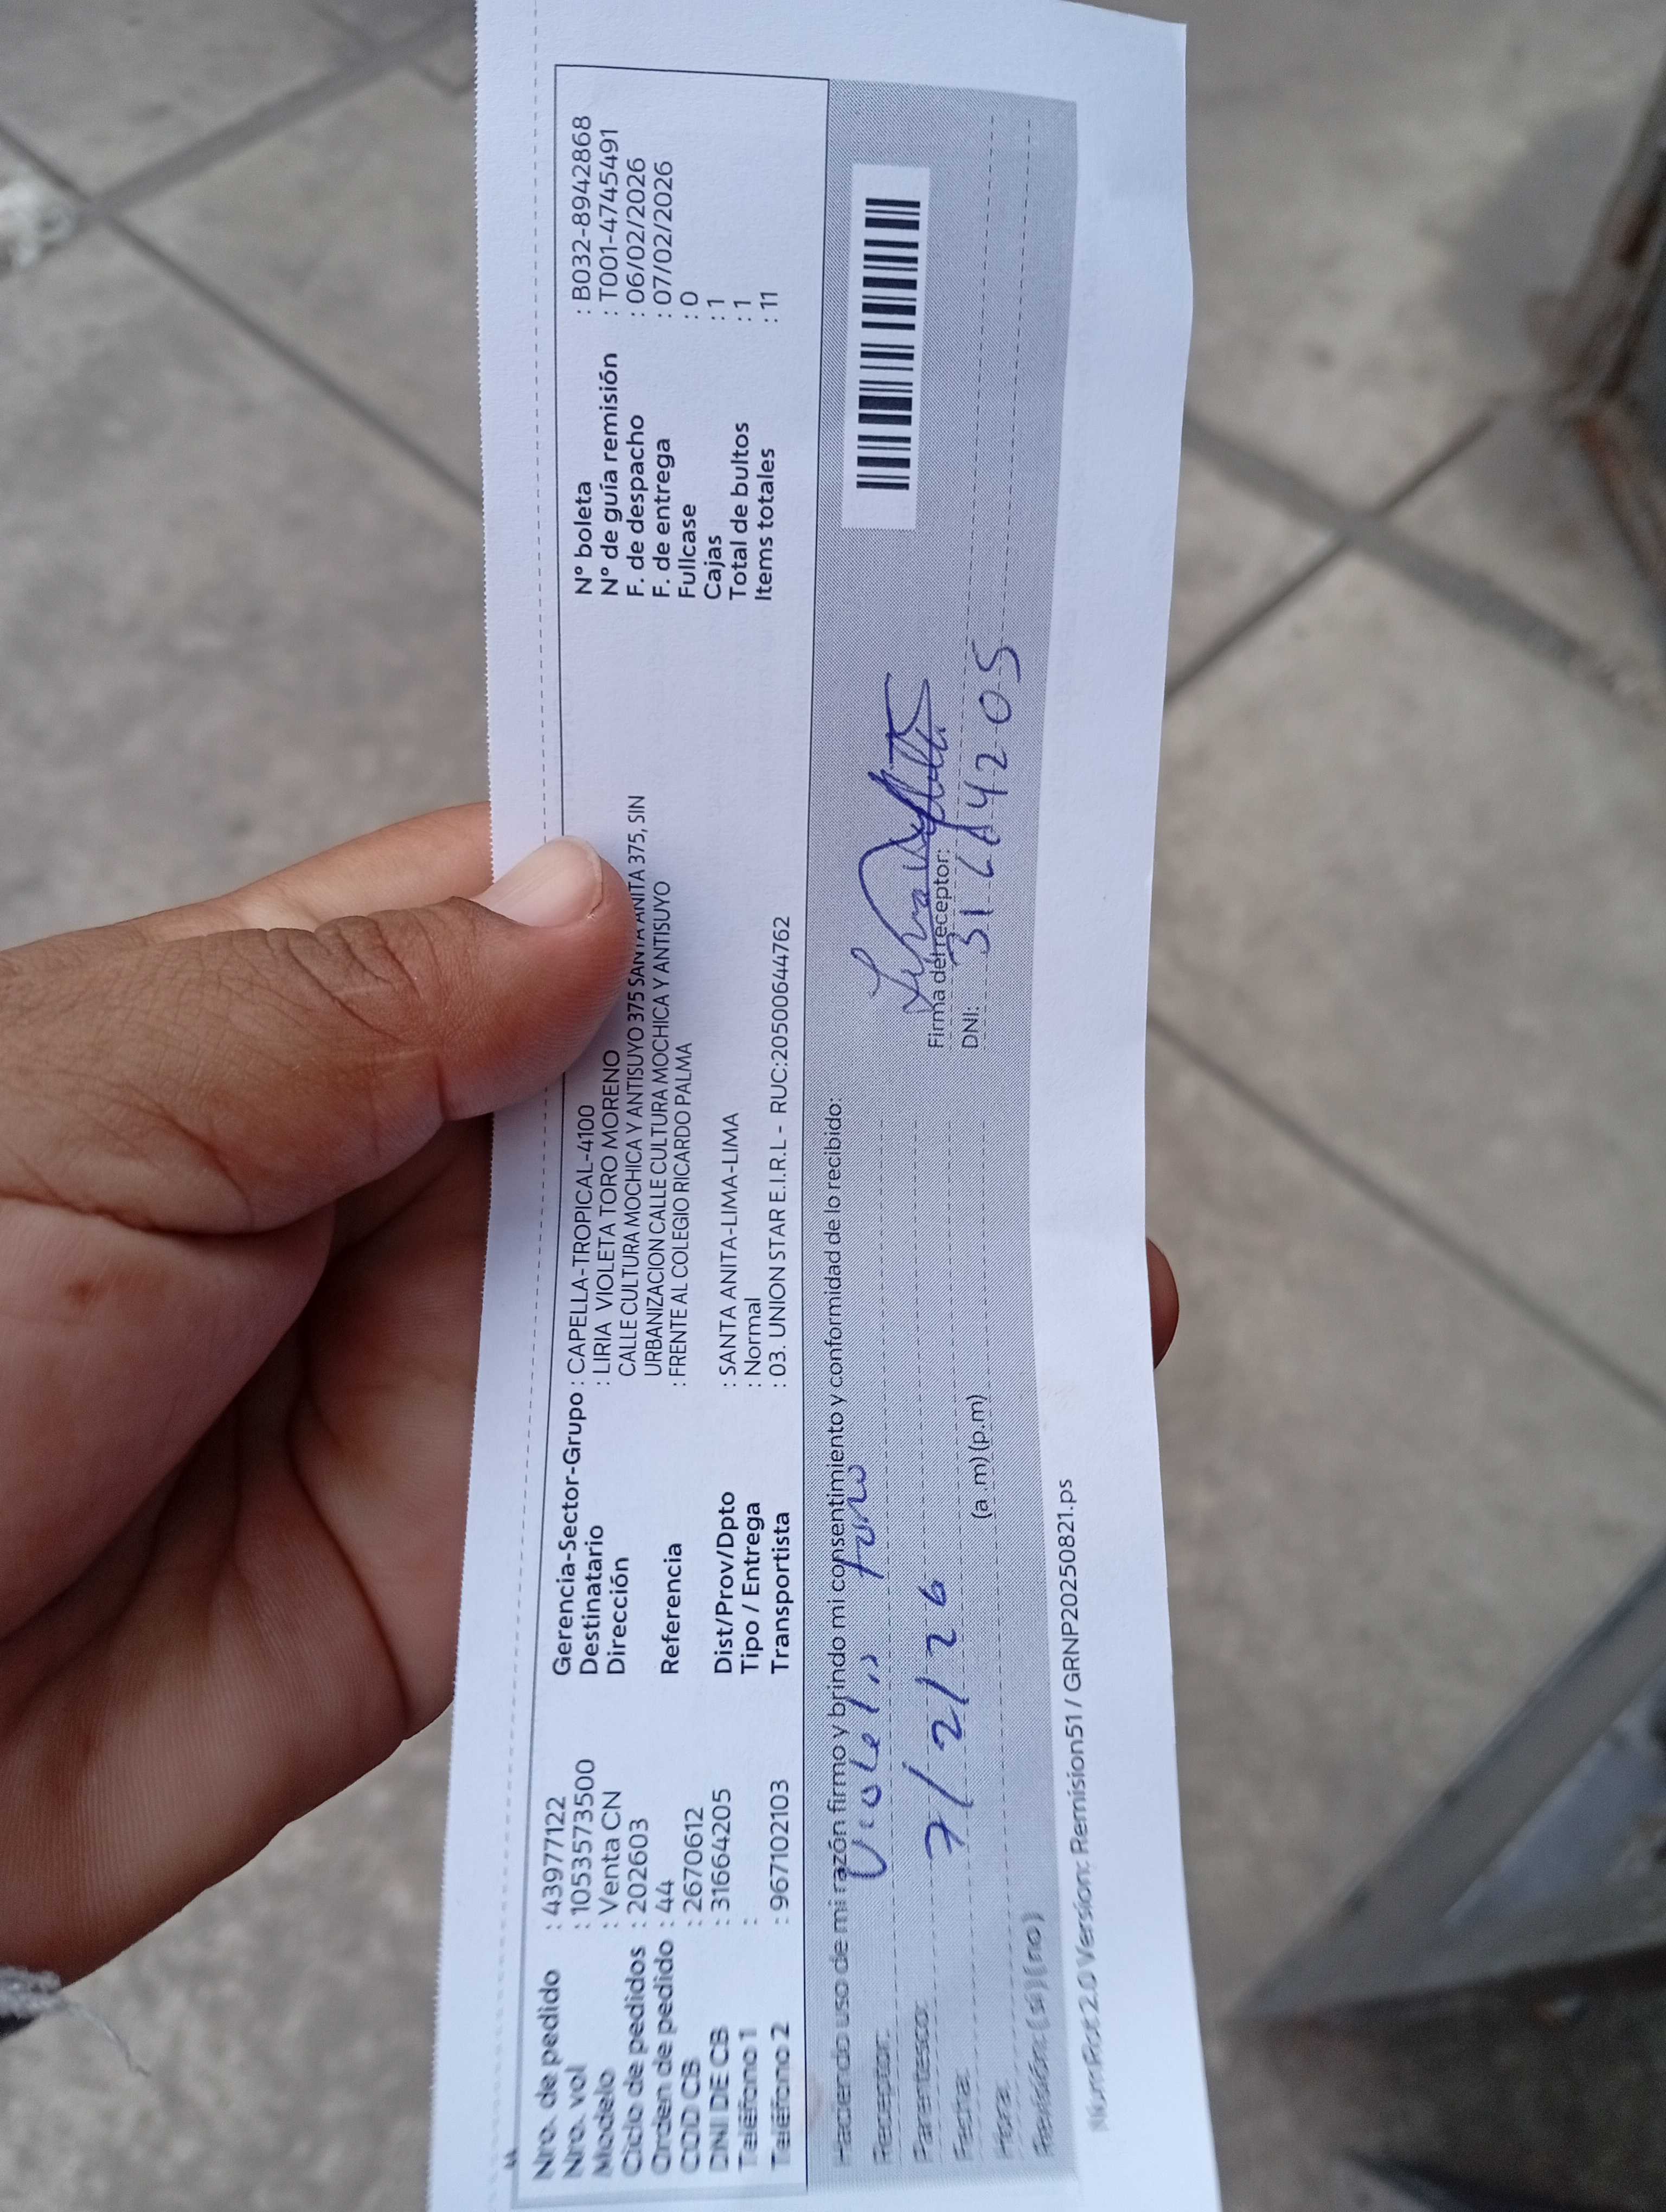 44
Nro. de pedido : 43977122
Nro. vol : 1053573500
Modelo : Venta CN
Ciclo de pedidos : 202603
Orden de pedido : 44
COD CB : 2670612
DNI DE CB : 31664205
Teléfono 1 :
Teléfono 2 : 967102103
Gerencia-Sector-Grupo : CAPELLA-TROPICAL-4100
Destinatario : LIRIA VIOLETA TORO MORENO
Dirección CALLE CULTURA MOCHICA Y ANTISUYO 375 SANTA ANITA 375, SIN
URBANIZACION CALLE CULTURA MOCHICA Y ANTISUYO
Referencia : FRENTE AL COLEGIO RICARDO PALMA
Dist/Prov/Dpto : SANTA ANITA-LIMA-LIMA
Tipo / Entrega : Normal
Transportista : 03. UNION STAR E.I.R.L - RUC:20500644762
N° boleta : B032-8942868
N° de guía remisión : T001-4745491
F. de despacho : 06/02/2026
F. de entrega : 07/02/2026
Fullcase : 0
Cajas : 1
Total de bultos : 1
Items totales : 11
Haciendo uso de mi razón firmo y brindo mi consentimiento y conformidad de lo recibido:
Receptor: Violeta Toro
Parentesco:
Fecha: 7/2/26
Hora: (a.m) (p.m)
Revisión: (si) (no)
Firma del receptor:
DNI: 31664205
NumProt 2.0 Version: Remision51 / GRNP20250821.ps